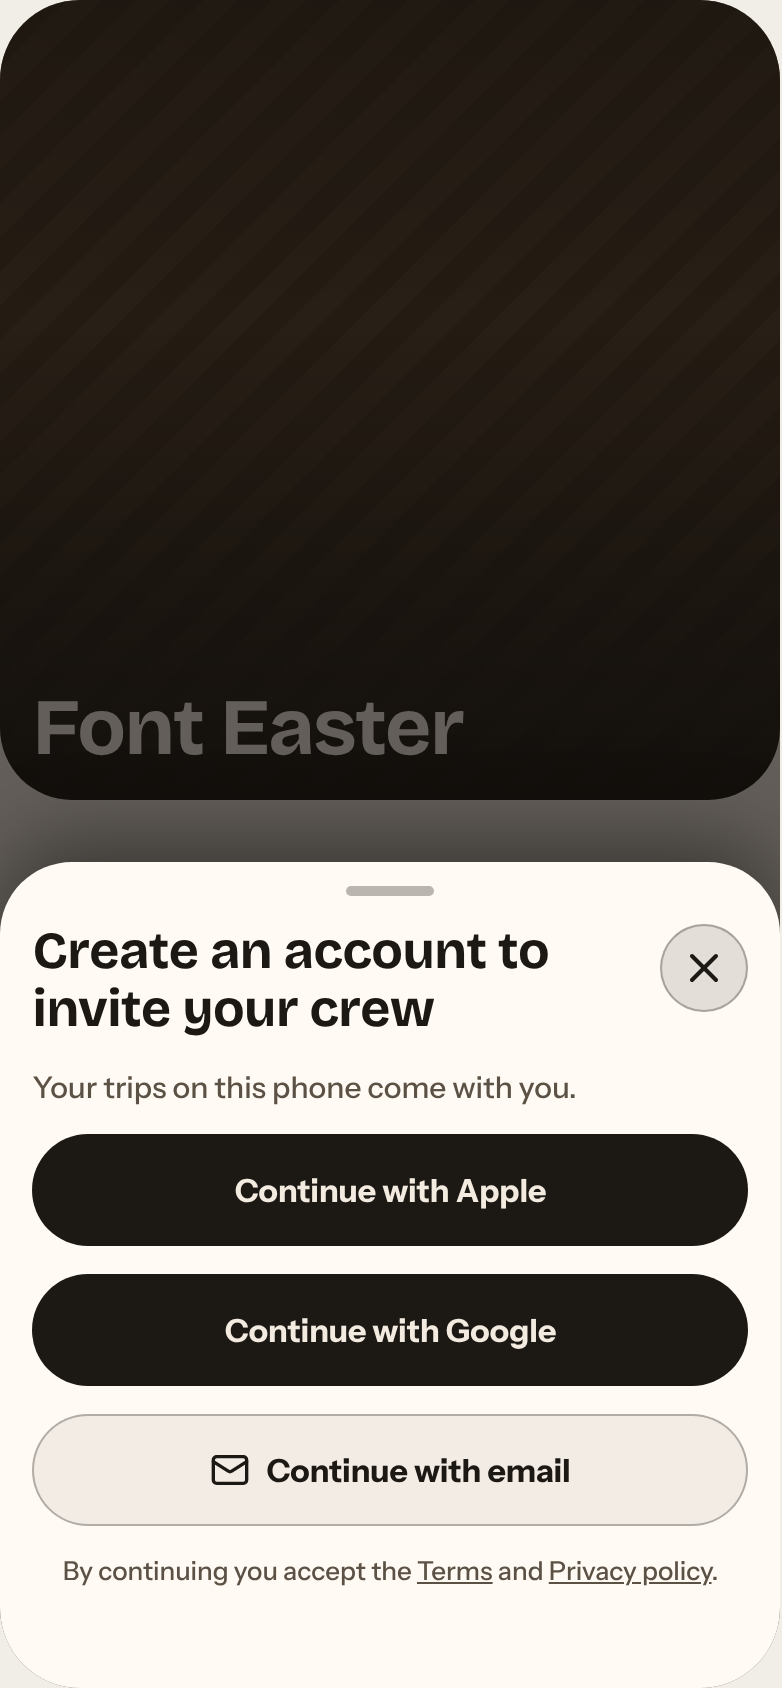 Font Easter
Create an account to
invite your crew
Your trips on this phone come with you.
Continue with Apple
Continue with Google
Continue with email
By continuing you accept the Terms and Privacy policy.